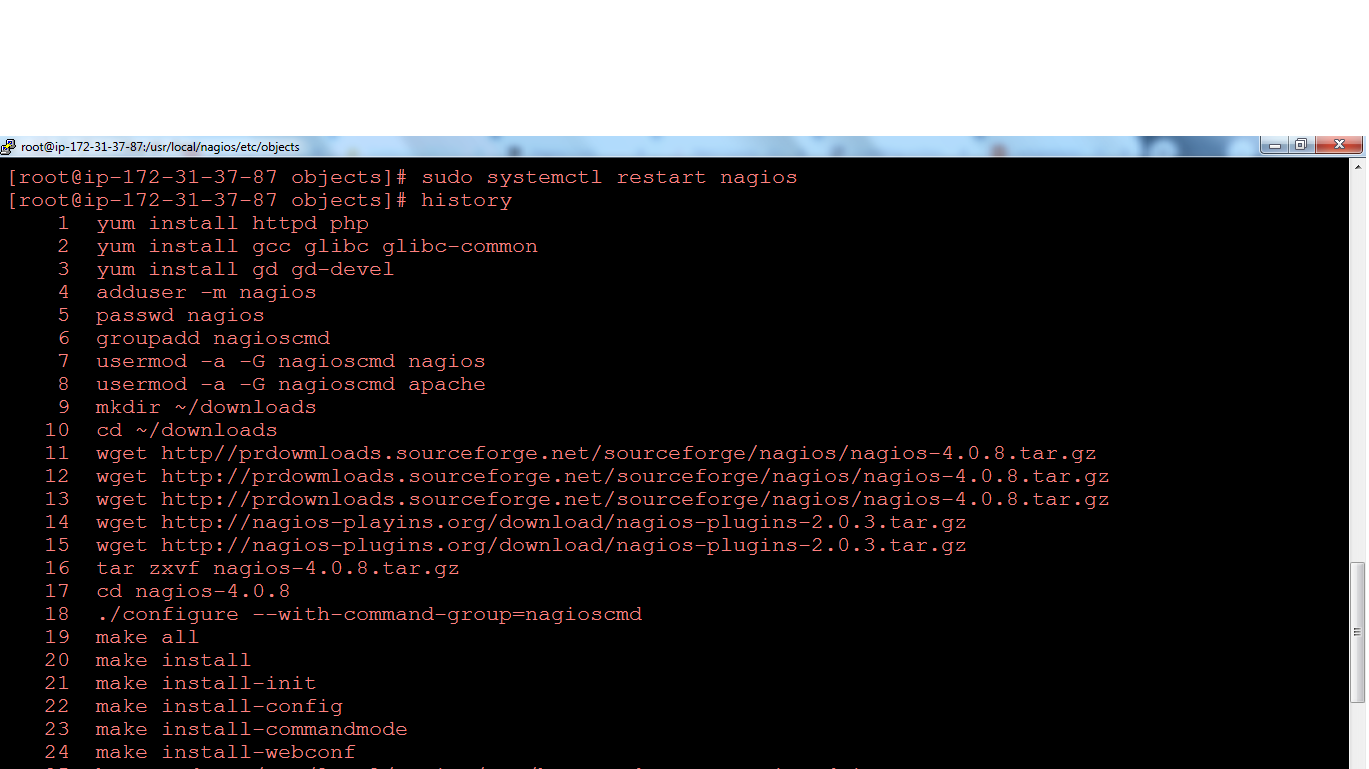 root@ip-172-31-37-87:/usr/local/nagios/etc/objects
[root@ip-172-31-37-87 objects]# sudo systemctl restart nagios
[root@ip-172-31-37-87 objects]# history
1 yum install httpd php
2 yum install gcc glibc glibc-common
3 yum install gd gd-devel
4 adduser -m nagios
5 passwd nagios
6 groupadd nagioscmd
7 usermod -a -G nagioscmd nagios
8 usermod -a -G nagioscmd apache
9 mkdir ~/downloads
10 cd ~/downloads
11 wget http//prdowmloads.sourceforge.net/sourceforge/nagios/nagios-4.0.8.tar.gz
12 wget http://prdowmloads.sourceforge.net/sourceforge/nagios/nagios-4.0.8.tar.gz
13 wget http://prdownloads.sourceforge.net/sourceforge/nagios/nagios-4.0.8.tar.gz
14 wget http://nagios-playins.org/download/nagios-plugins-2.0.3.tar.gz
15 wget http://nagios-plugins.org/download/nagios-plugins-2.0.3.tar.gz
16 tar zxvf nagios-4.0.8.tar.gz
17 cd nagios-4.0.8
18 ./configure --with-command-group=nagioscmd
19 make all
20 make install
21 make install-init
22 make install-config
23 make install-commandmode
24 make install-webconf